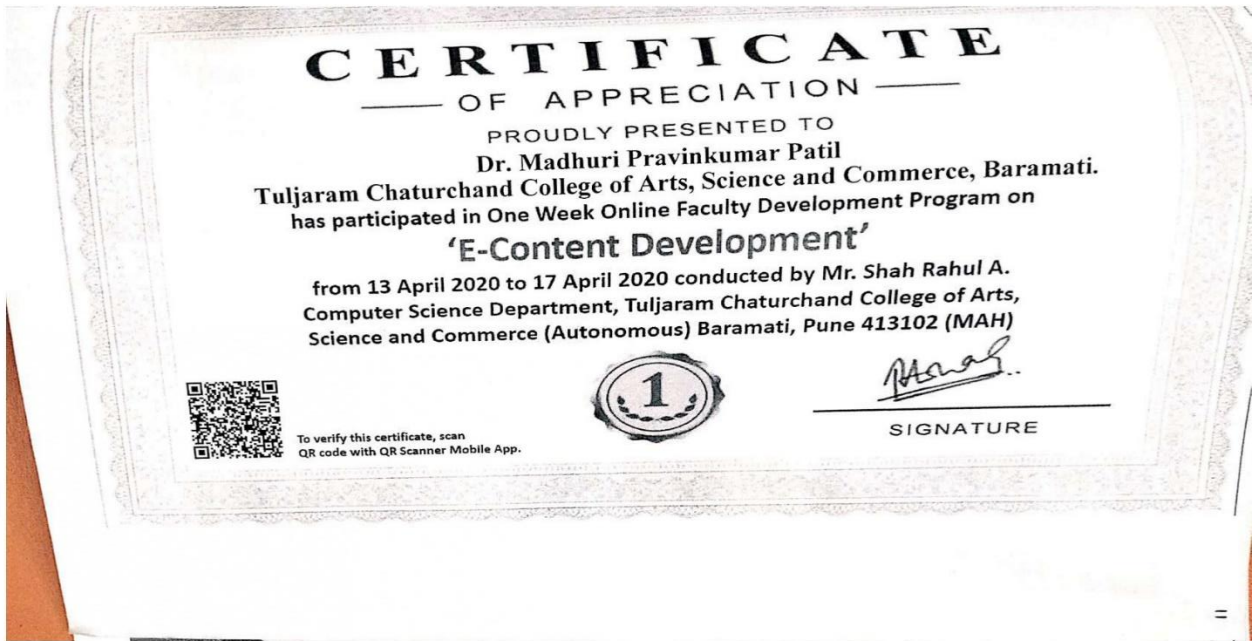 CERTIFICATE
OF APPRECIATION
PROUDLY PRESENTED TO
Dr. Madhuri Pravinkumar Patil
Tuljaram Chaturchand College of Arts, Science and Commerce, Baramati.
has participated in One Week Online Faculty Development Program on
‘E-Content Development’
from 13 April 2020 to 17 April 2020 conducted by Mr. Shah Rahul A.
Computer Science Department, Tuljaram Chaturchand College of Arts,
Science and Commerce (Autonomous) Baramati, Pune 413102 (MAH)
1
To verify this certificate, scan
QR code with QR Scanner Mobile App.
SIGNATURE